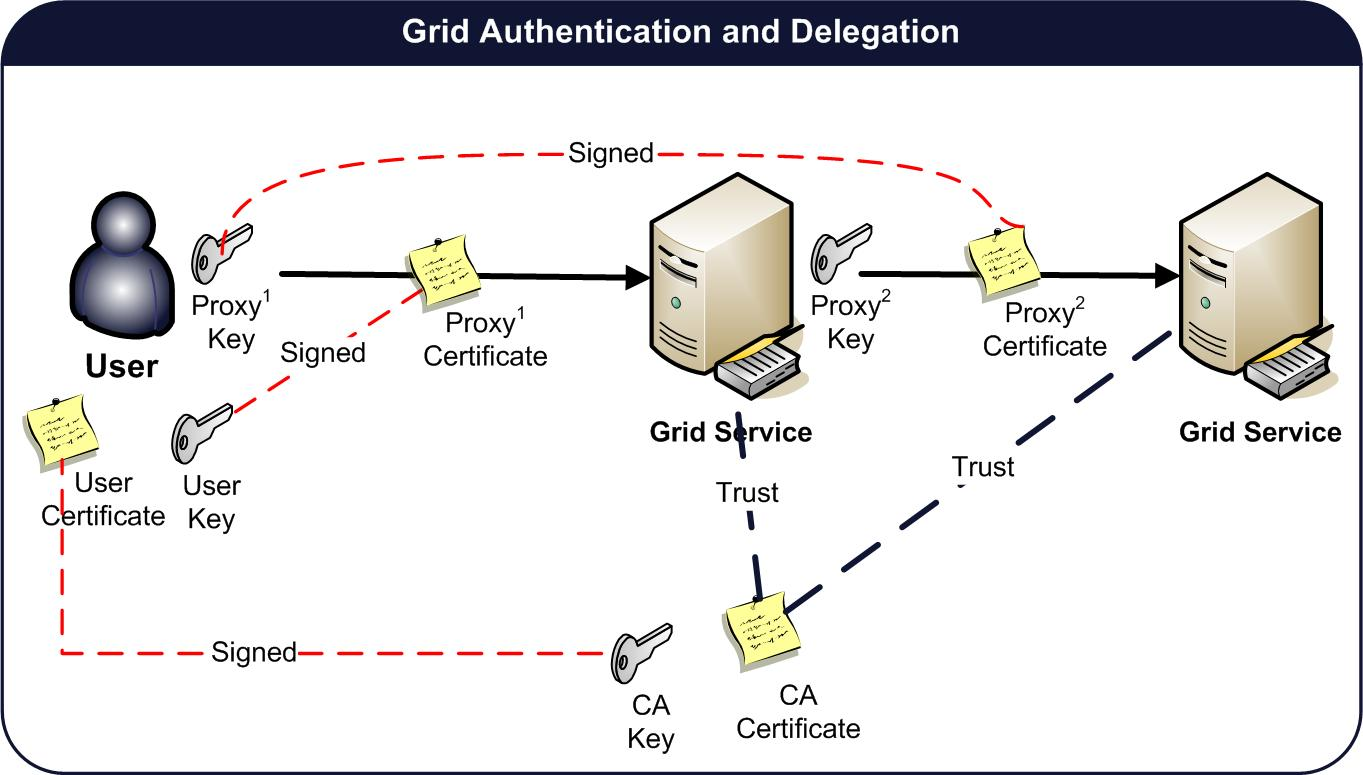 Grid Authentication and Delegation
Signed
Proxy1
Key
Proxy1
Certificate
Proxy2
Key
Proxy2
Certificate
Signed
User
Grid Service
Grid Service
User
Certificate
User
Key
Trust
Trust
Signed
CA
Key
CA
Certificate